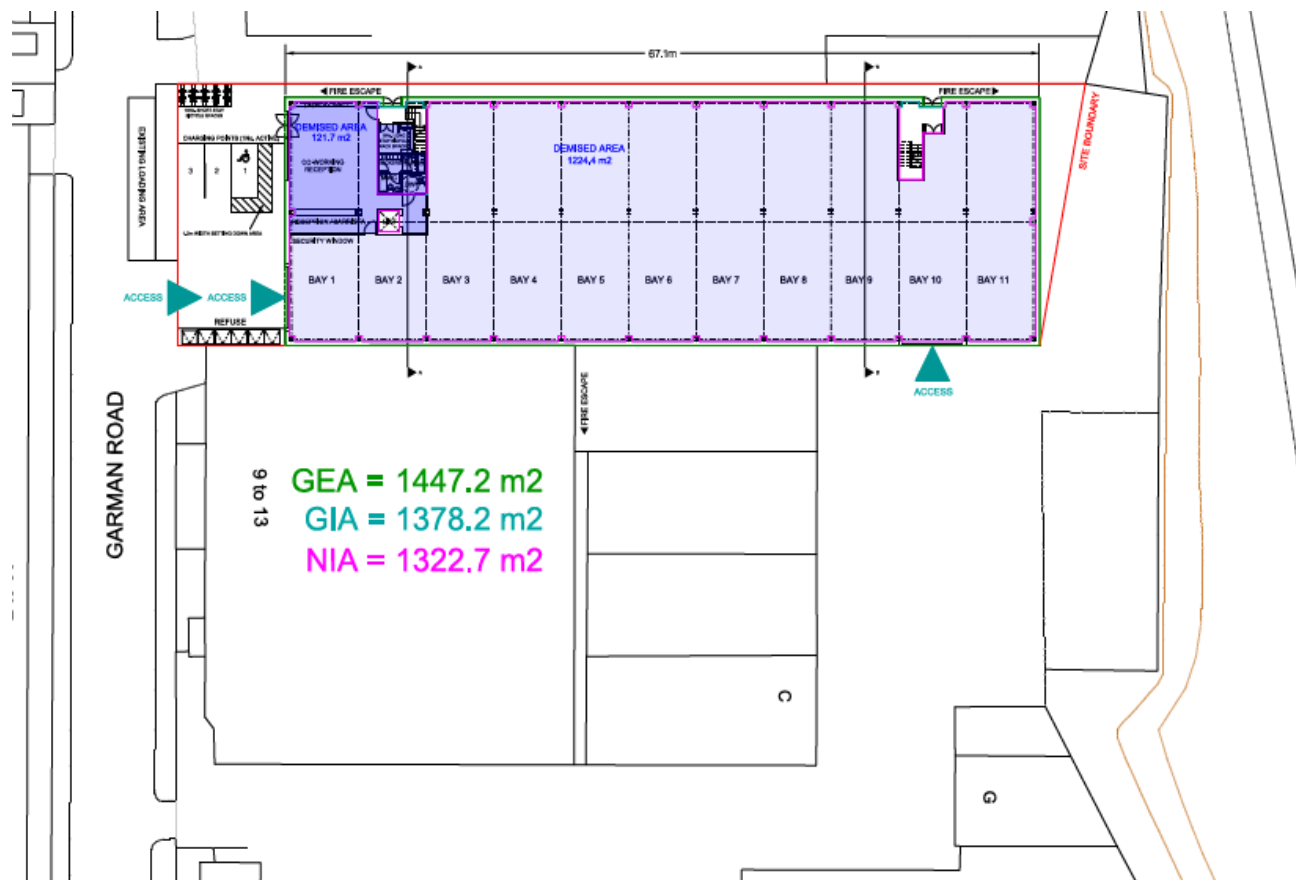 67.1m
FIRE ESCAPE
FIRE ESCAPE
SITE BOUNDARY
EXISTING LOADING AREA
CHARGING POINTS
DEMISED AREA
121.7 m2
DEMISED AREA
1224.4 m2
CO-WORKING
RECEPTION
3
2
1
SECURITY WINDOW
BAY 1
BAY 2
BAY 3
BAY 4
BAY 5
BAY 6
BAY 7
BAY 8
BAY 9
BAY 10
BAY 11
ACCESS
ACCESS
REFUSE
ACCESS
FIRE ESCAPE
GARMAN ROAD
9 to 13
GEA = 1447.2 m2
GIA = 1378.2 m2
NIA = 1322.7 m2
C
G